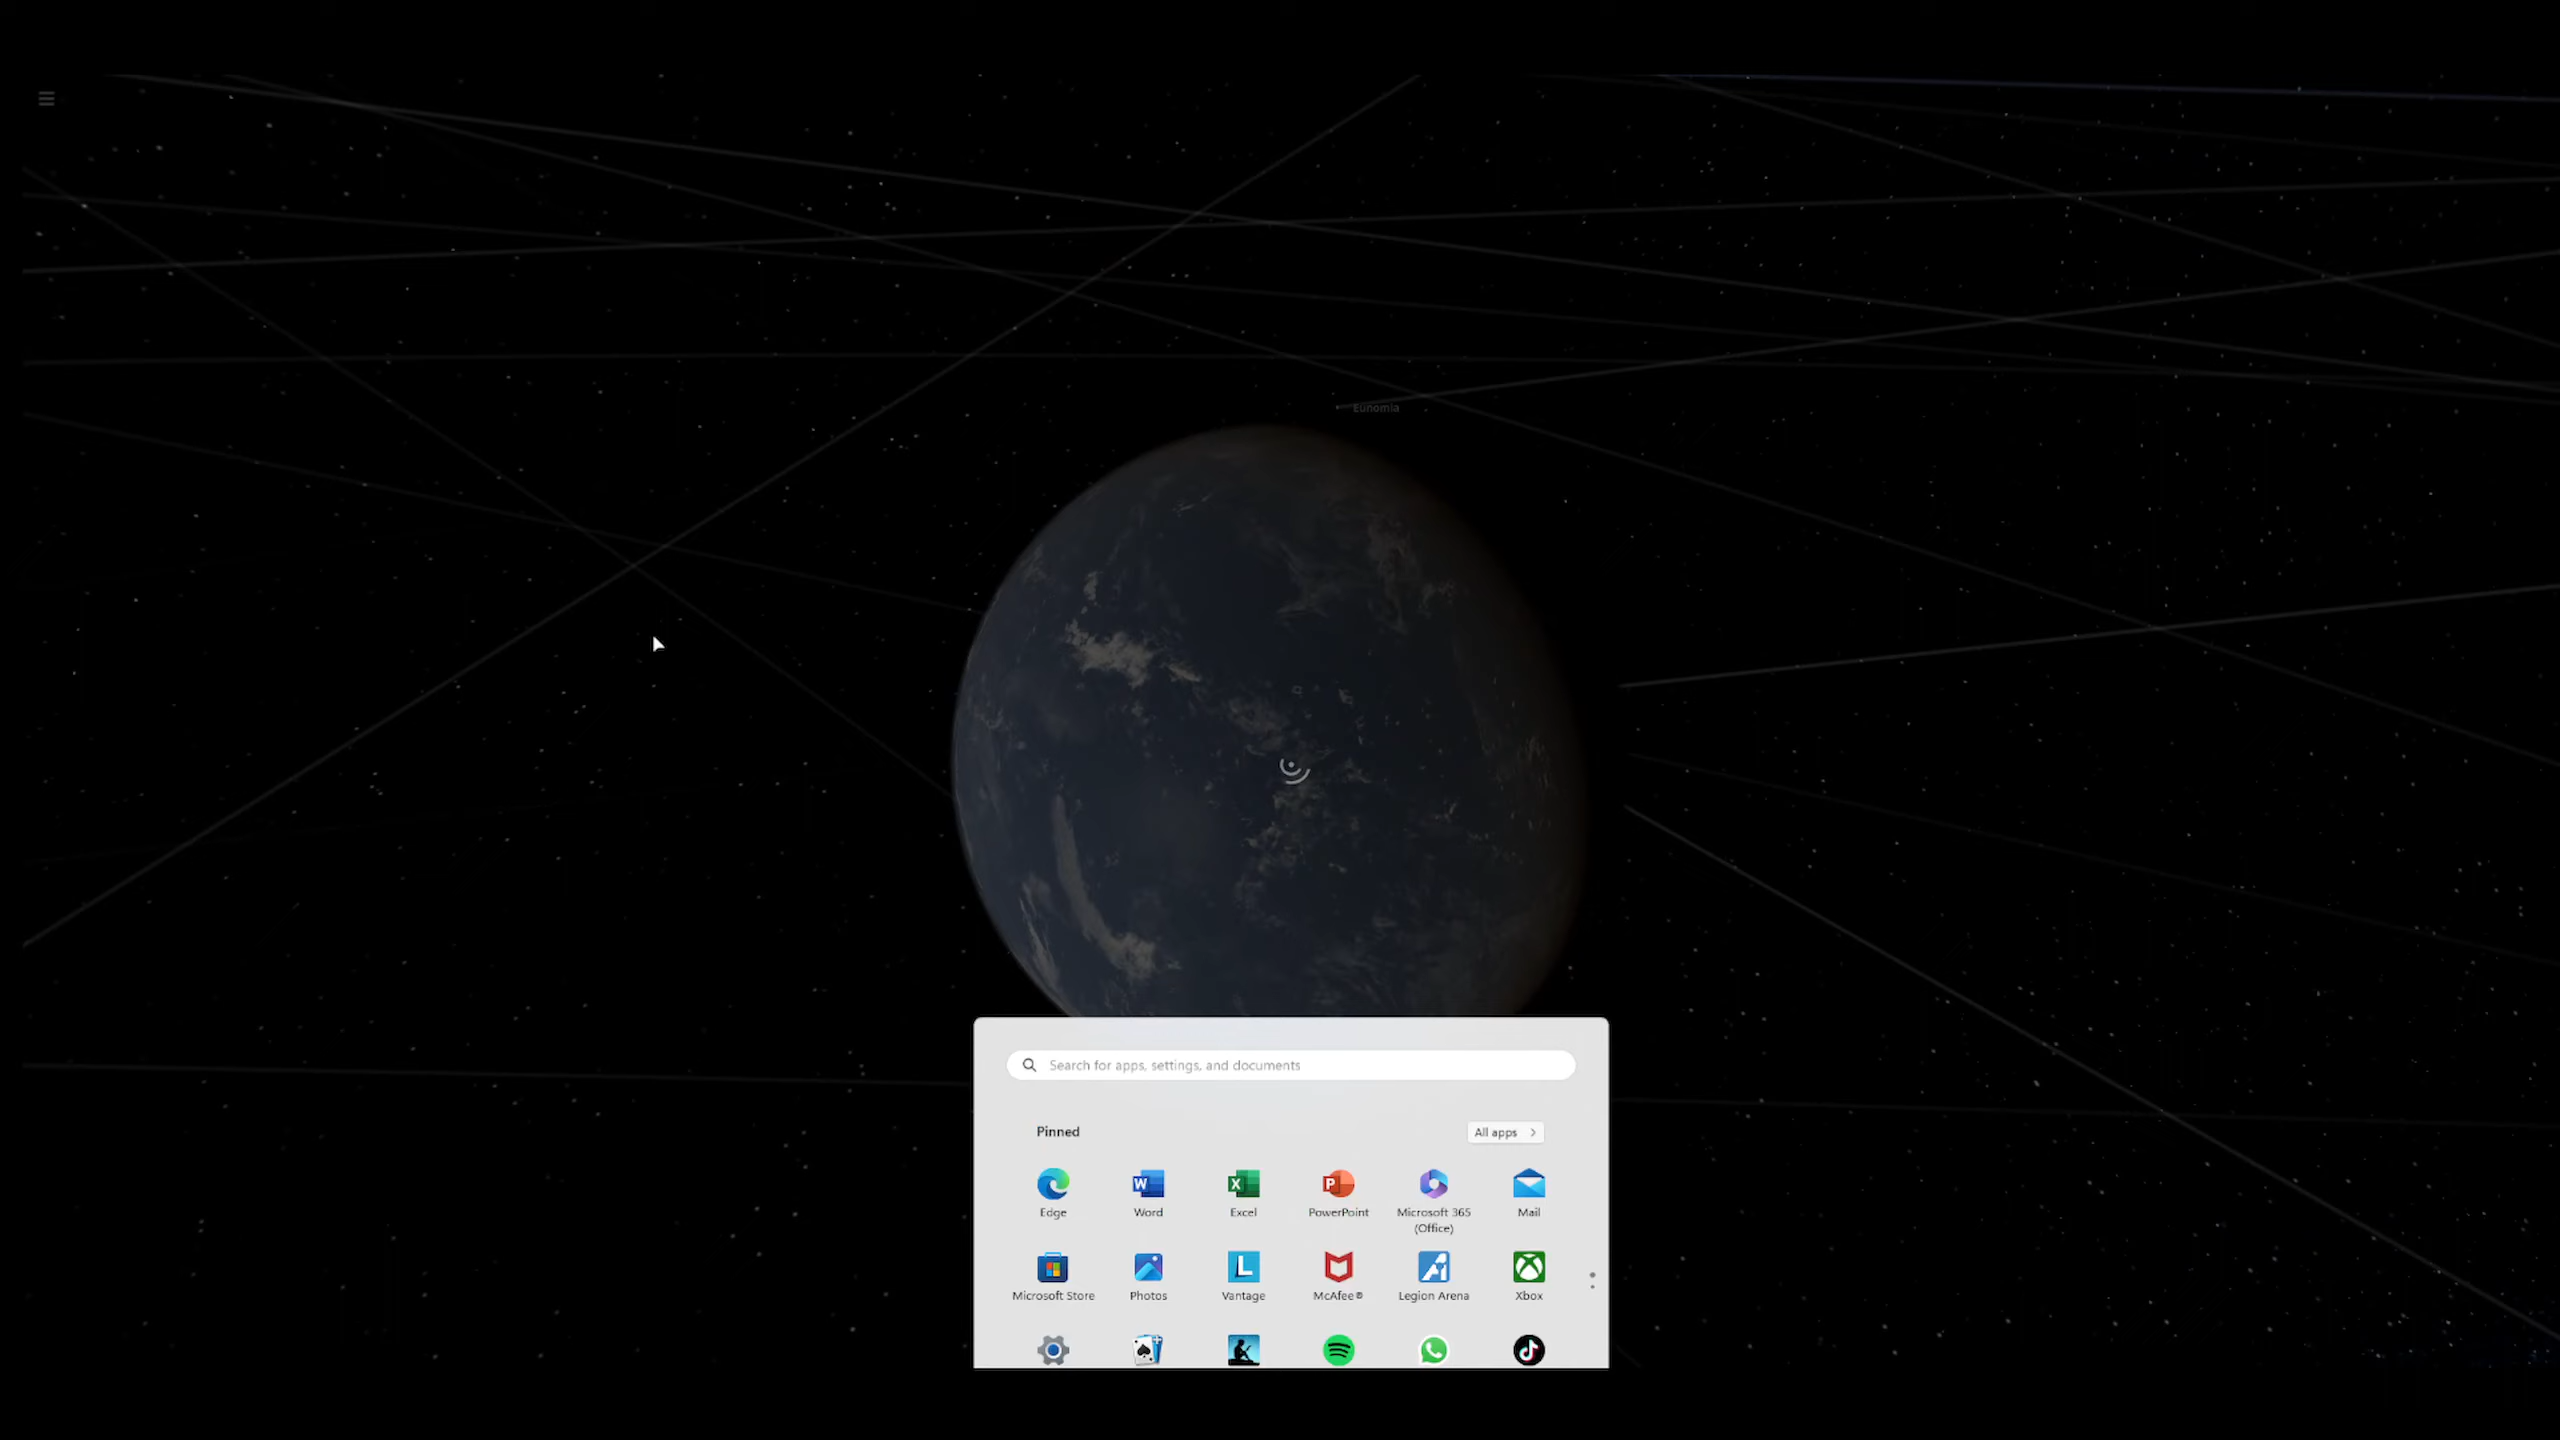 Eunomia
Search for apps, settings, and documents
Pinned
All apps
Edge
Word
Excel
PowerPoint
Microsoft 365
(Office)
Mail
Microsoft Store
Photos
Vantage
McAfee®
Legion Arena
Xbox